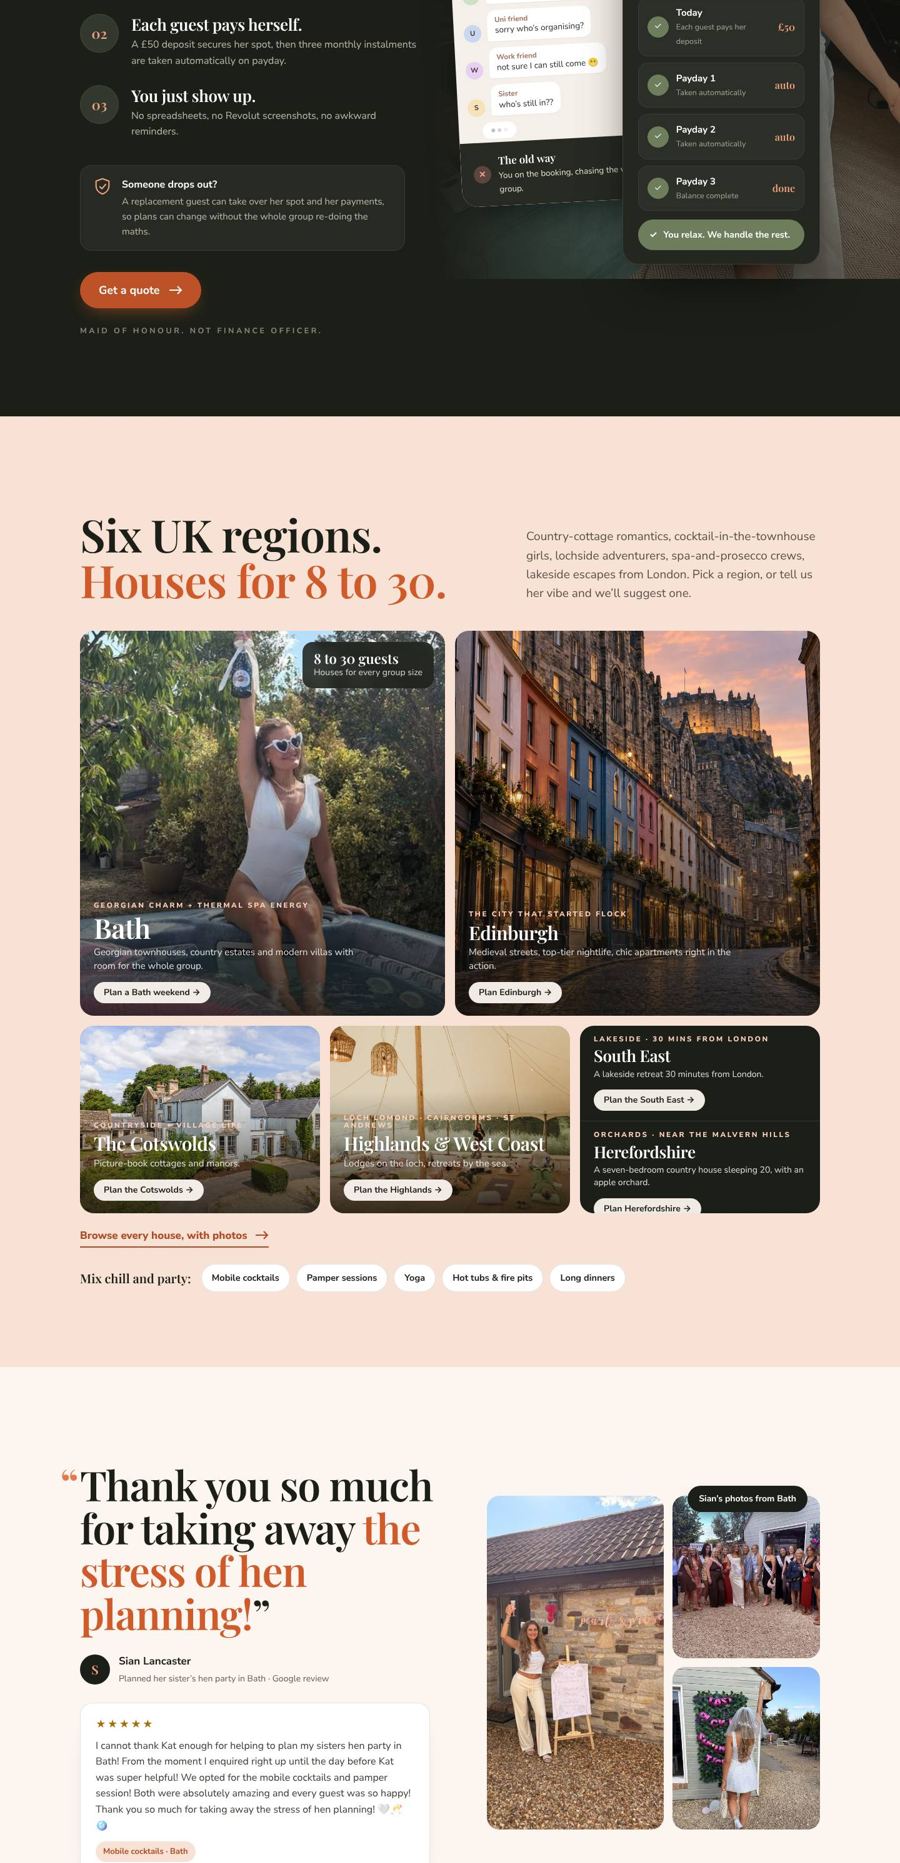 02
Each guest pays herself.
A £50 deposit secures her spot, then three monthly instalments
are taken automatically on payday.
03
You just show up.
No spreadsheets, no Revolut screenshots, no awkward
reminders.
Someone drops out?
A replacement guest can take over her spot and her payments,
so plans can change without the whole group re-doing the
maths.
Get a quote →
MAID OF HONOUR. NOT FINANCE OFFICER.
Uni friend
U
sorry who's organising?
Work friend
W
not sure I can still come 😬
Sister
S
who's still in??
The old way
You on the booking, chasing the
group.
Today
Each guest pays her
deposit
£50
Payday 1
Taken automatically
auto
Payday 2
Taken automatically
auto
Payday 3
Balance complete
done
✓ You relax. We handle the rest.
Six UK regions.
Houses for 8 to 30.
Country-cottage romantics, cocktail-in-the-townhouse
girls, lochside adventurers, spa-and-prosecco crews,
lakeside escapes from London. Pick a region, or tell us
her vibe and we'll suggest one.
8 to 30 guests
Houses for every group size
GEORGIAN CHARM + THERMAL SPA ENERGY
Bath
Georgian townhouses, country estates and modern villas with
room for the whole group.
Plan a Bath weekend →
THE CITY THAT STARTED FLOCK
Edinburgh
Medieval streets, top-tier nightlife, chic apartments right in the
action.
Plan Edinburgh →
COUNTRYSIDE + VILLAGE LIFE
The Cotswolds
Picture-book cottages and manors.
Plan the Cotswolds →
LOCH LOMOND · CAIRNGORMS · ST
ANDREWS
Highlands & West Coast
Lodges on the loch, retreats by the sea.
Plan the Highlands →
LAKESIDE · 30 MINS FROM LONDON
South East
A lakeside retreat 30 minutes from London.
Plan the South East →
ORCHARDS · NEAR THE MALVERN HILLS
Herefordshire
A seven-bedroom country house sleeping 20, with an
apple orchard.
Plan Herefordshire →
Browse every house, with photos →
Mix chill and party:
Mobile cocktails
Pamper sessions
Yoga
Hot tubs & fire pits
Long dinners
“Thank you so much
for taking away the
stress of hen
planning!”
S
Sian Lancaster
Planned her sister's hen party in Bath · Google review
★★★★★
I cannot thank Kat enough for helping to plan my sisters hen party in
Bath! From the moment I enquired right up until the day before Kat
was super helpful! We opted for the mobile cocktails and pamper
session! Both were absolutely amazing and every guest was so happy!
Thank you so much for taking away the stress of hen planning! 🤍🥂
🪩
Mobile cocktails · Bath
Sian's photos from Bath